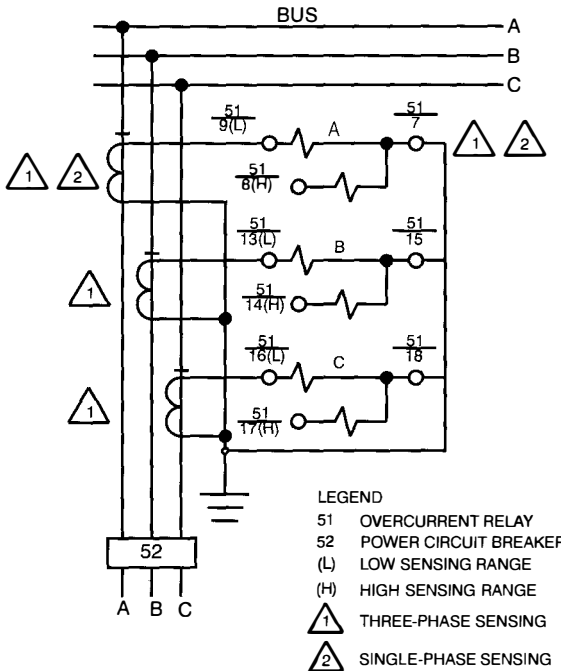 BUS
A
B
C
51
9(L)
A
51
7
1 2
1 2
51
8(H)
51
13(L)
B
51
15
1
51
14(H)
51
16(L)
C
51
18
1
51
17(H)
52
A B C
LEGEND
51 OVERCURRENT RELAY
52 POWER CIRCUIT BREAKER
(L) LOW SENSING RANGE
(H) HIGH SENSING RANGE
1 THREE-PHASE SENSING
2 SINGLE-PHASE SENSING